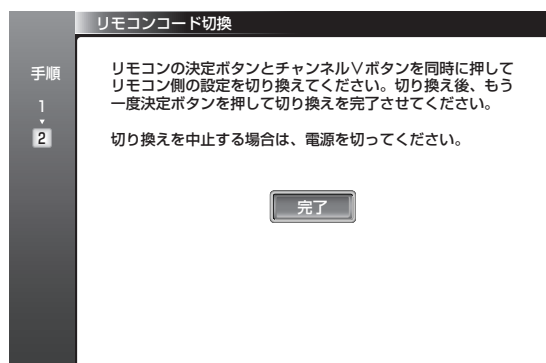 リモコンコード切換
手順
1
2
リモコンの決定ボタンとチャンネル∨ボタンを同時に押して
リモコン側の設定を切り換えてください。切り換え後、もう
一度決定ボタンを押して切り換えを完了させてください。
切り換えを中止する場合は、電源を切ってください。
完了